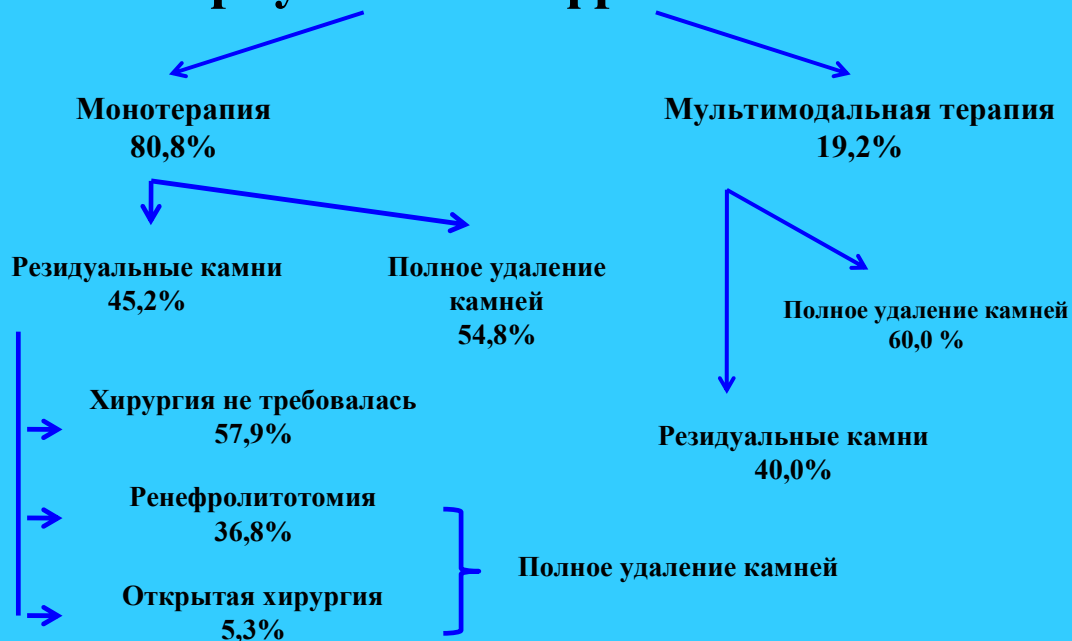 Монотерапия
80,8%
Мультимодальная терапия
19,2%
Резидуальные камни
45,2%
Полное удаление
камней
54,8%
Полное удаление камней
60,0 %
Хирургия не требовалась
57,9%
Резидуальные камни
40,0%
Ренефролитотомия
36,8%
Полное удаление камней
Открытая хирургия
5,3%